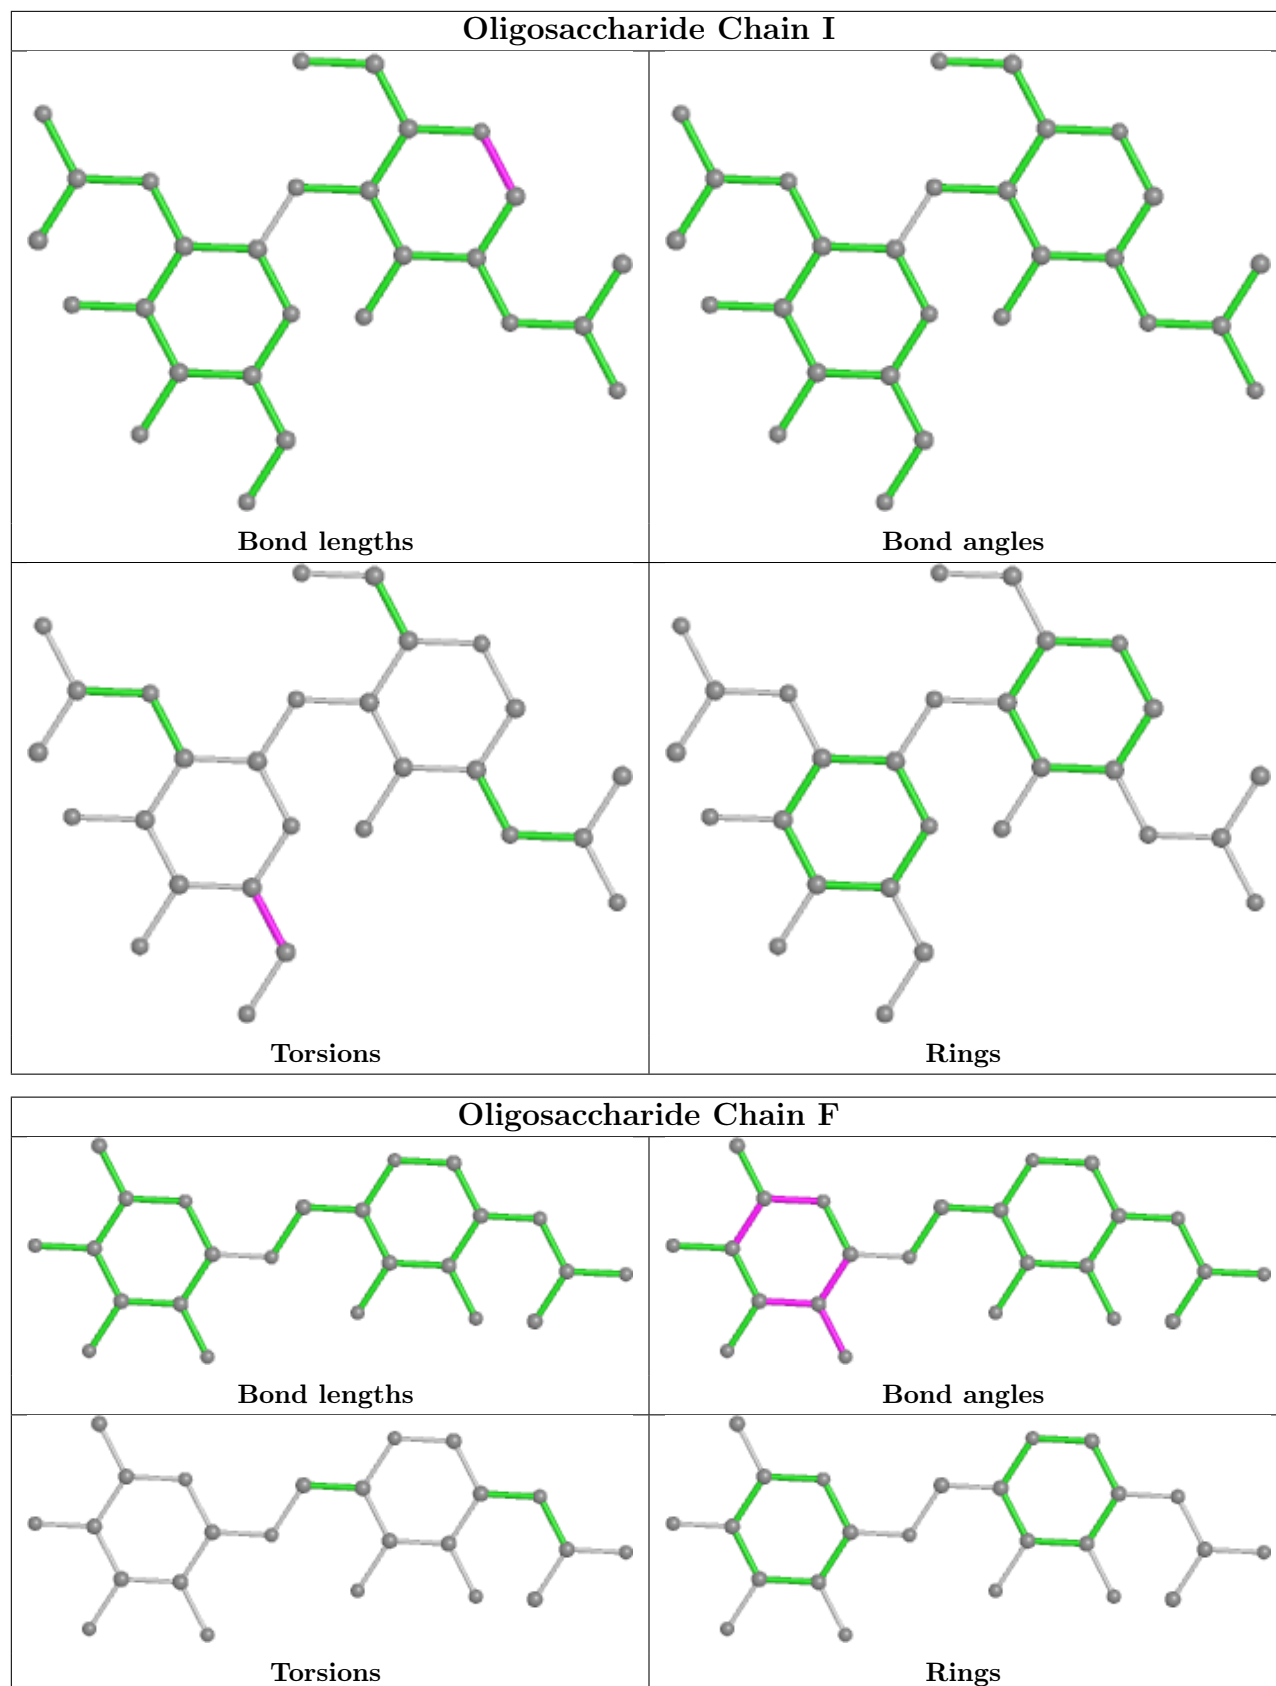 Oligosaccharide Chain I
Bond lengths
Bond angles
Torsions
Rings
Oligosaccharide Chain F
Bond lengths
Bond angles
Torsions
Rings